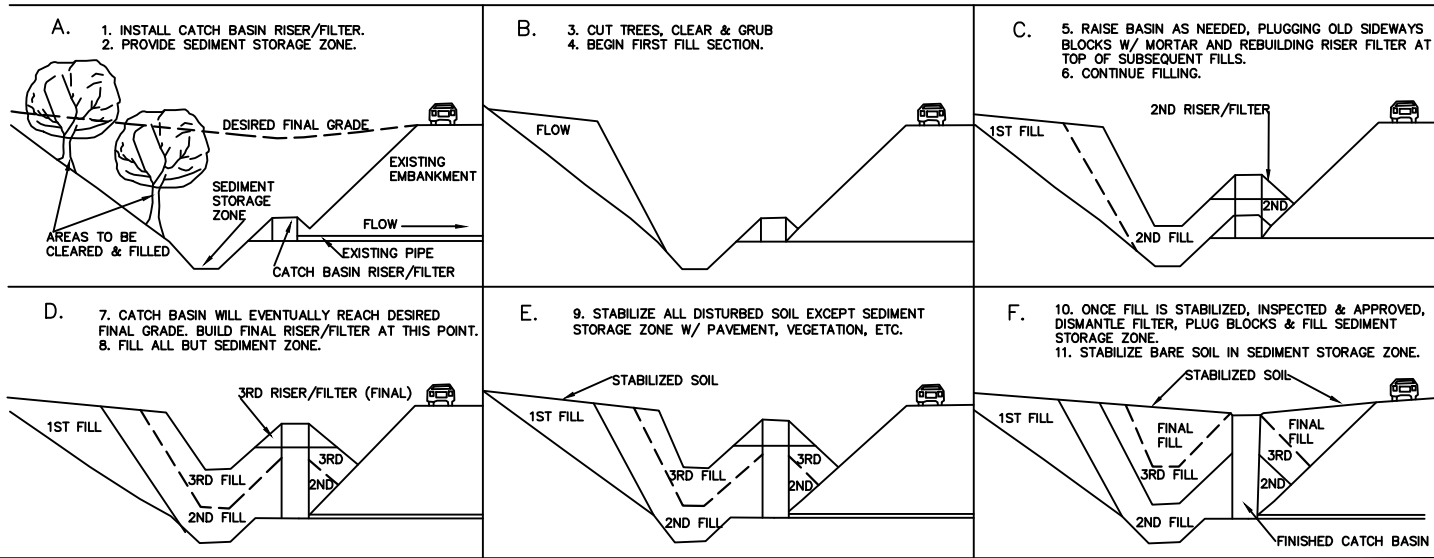 A.
1. INSTALL CATCH BASIN RISER/FILTER.
2. PROVIDE SEDIMENT STORAGE ZONE.
DESIRED FINAL GRADE
EXISTING
EMBANKMENT
SEDIMENT
STORAGE
ZONE
FLOW
AREAS TO BE
CLEARED & FILLED
EXISTING PIPE
CATCH BASIN RISER/FILTER
B.
3. CUT TREES, CLEAR & GRUB
4. BEGIN FIRST FILL SECTION.
FLOW
C.
5. RAISE BASIN AS NEEDED, PLUGGING OLD SIDEWAYS
BLOCKS W/ MORTAR AND REBUILDING RISER FILTER AT
TOP OF SUBSEQUENT FILLS.
6. CONTINUE FILLING.
2ND RISER/FILTER
1ST FILL
2ND
2ND FILL
D.
7. CATCH BASIN WILL EVENTUALLY REACH DESIRED
FINAL GRADE. BUILD FINAL RISER/FILTER AT THIS POINT.
8. FILL ALL BUT SEDIMENT ZONE.
3RD RISER/FILTER (FINAL)
1ST FILL
3RD
3RD FILL
2ND
2ND FILL
E.
9. STABILIZE ALL DISTURBED SOIL EXCEPT SEDIMENT
STORAGE ZONE W/ PAVEMENT, VEGETATION, ETC.
STABILIZED SOIL
1ST FILL
3RD
3RD FILL
2ND
2ND FILL
F.
10. ONCE FILL IS STABILIZED, INSPECTED & APPROVED,
DISMANTLE FILTER, PLUG BLOCKS & FILL SEDIMENT
STORAGE ZONE.
11. STABILIZE BARE SOIL IN SEDIMENT STORAGE ZONE.
STABILIZED SOIL
1ST FILL
FINAL
FILL
FINAL
FILL
3RD
3RD FILL
2ND
2ND FILL
FINISHED CATCH BASIN